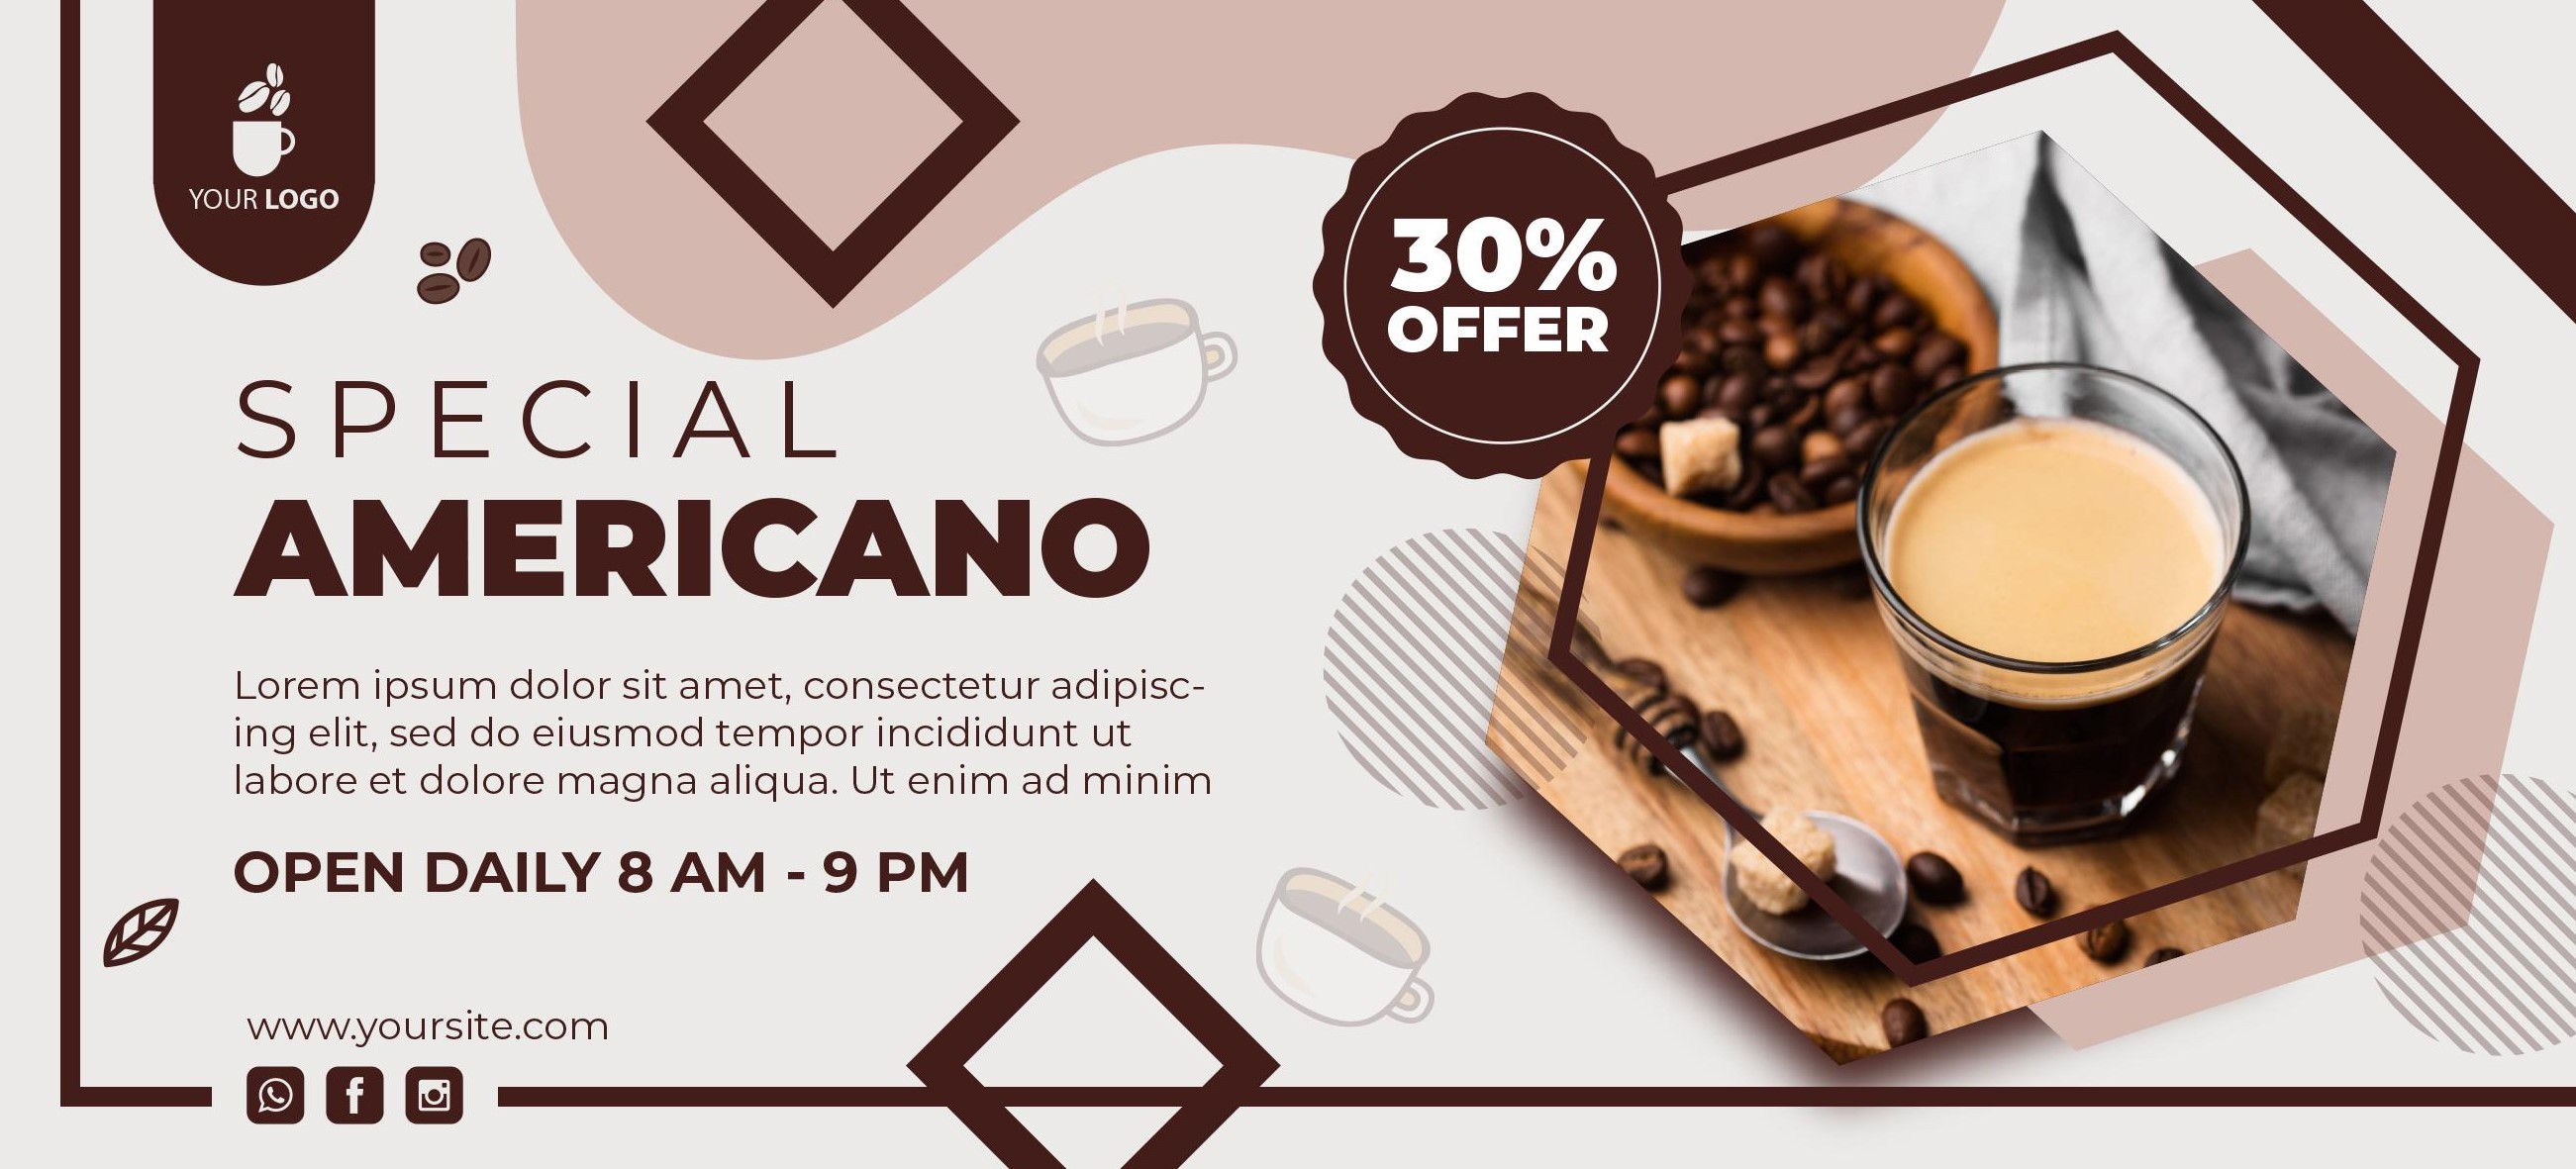 YOUR LOGO
30%
OFFER
SPECIAL
AMERICANO
Lorem ipsum dolor sit amet, consectetur adipisc-
ing elit, sed do eiusmod tempor incididunt ut
labore et dolore magna aliqua. Ut enim ad minim
OPEN DAILY 8 AM - 9 PM
www.yoursite.com